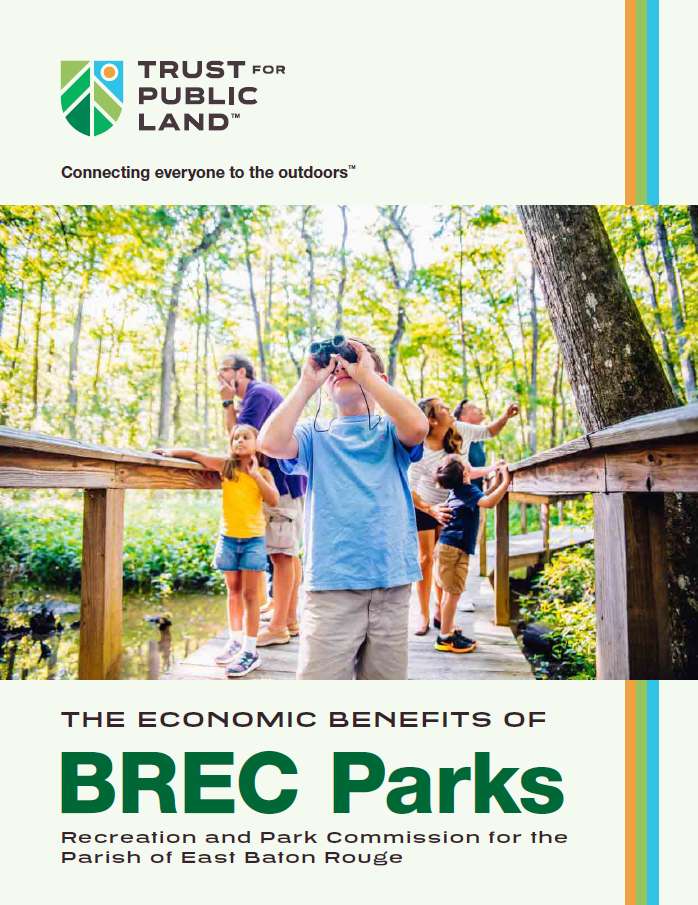 TRUST FOR
PUBLIC
LAND™
Connecting everyone to the outdoors™
THE ECONOMIC BENEFITS OF
BREC Parks
Recreation and Park Commission for the
Parish of East Baton Rouge